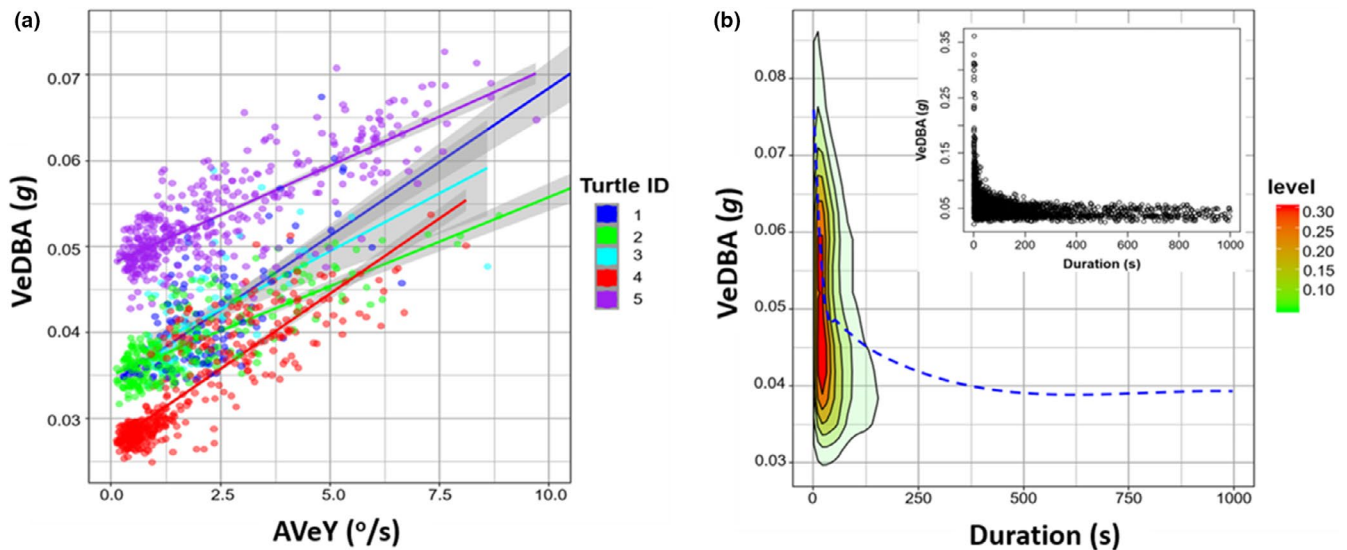 (a)
VeDBA (g)
0.07
0.06
0.05
0.04
0.03
0.0 2.5 5.0 7.5 10.0
AVeY (º/s)
Turtle ID
1
2
3
4
5
(b)
VeDBA (g)
0.08
0.07
0.06
0.05
0.04
0.03
0 250 500 750 1000
Duration (s)
VeDBA (g)
0.35
0.25
0.15
0.05
0 200 400 600 800 1000
Duration (s)
level
0.30
0.25
0.20
0.15
0.10